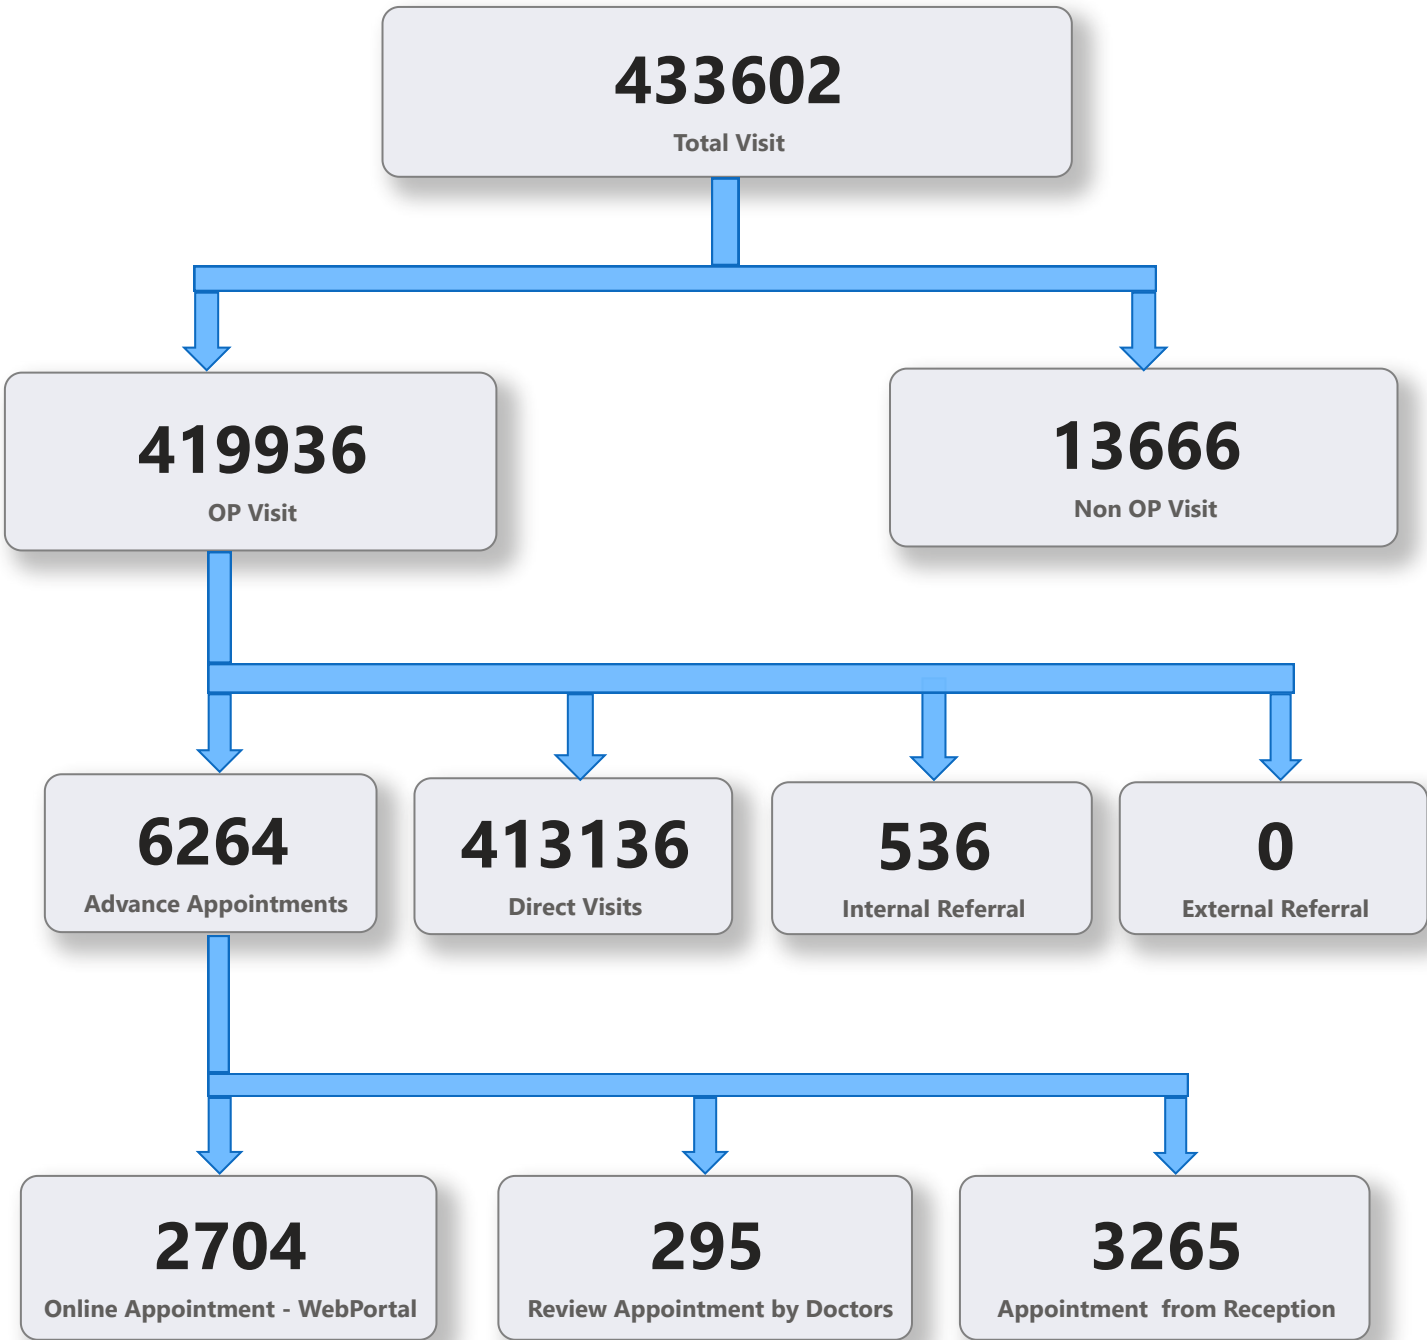 433602
Total Visit
419936
OP Visit
13666
Non OP Visit
6264
Advance Appointments
413136
Direct Visits
536
Internal Referral
0
External Referral
2704
Online Appointment - WebPortal
295
Review Appointment by Doctors
3265
Appointment  from Reception